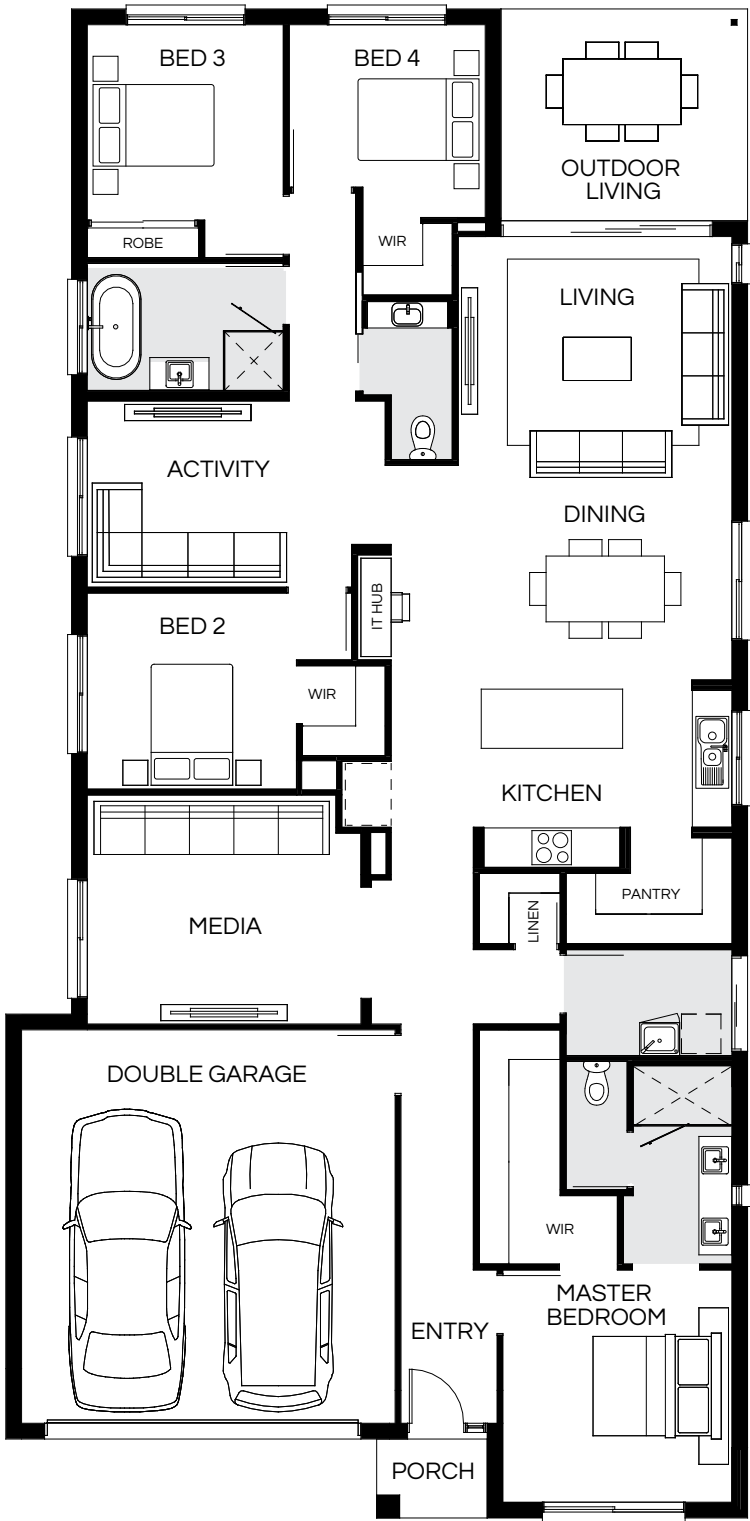 BED 3
BED 4
OUTDOOR
LIVING
ROBE
WIR
LIVING
ACTIVITY
DINING
IT HUB
BED 2
WIR
KITCHEN
PANTRY
LINEN
MEDIA
DOUBLE GARAGE
WIR
MASTER
BEDROOM
ENTRY
PORCH